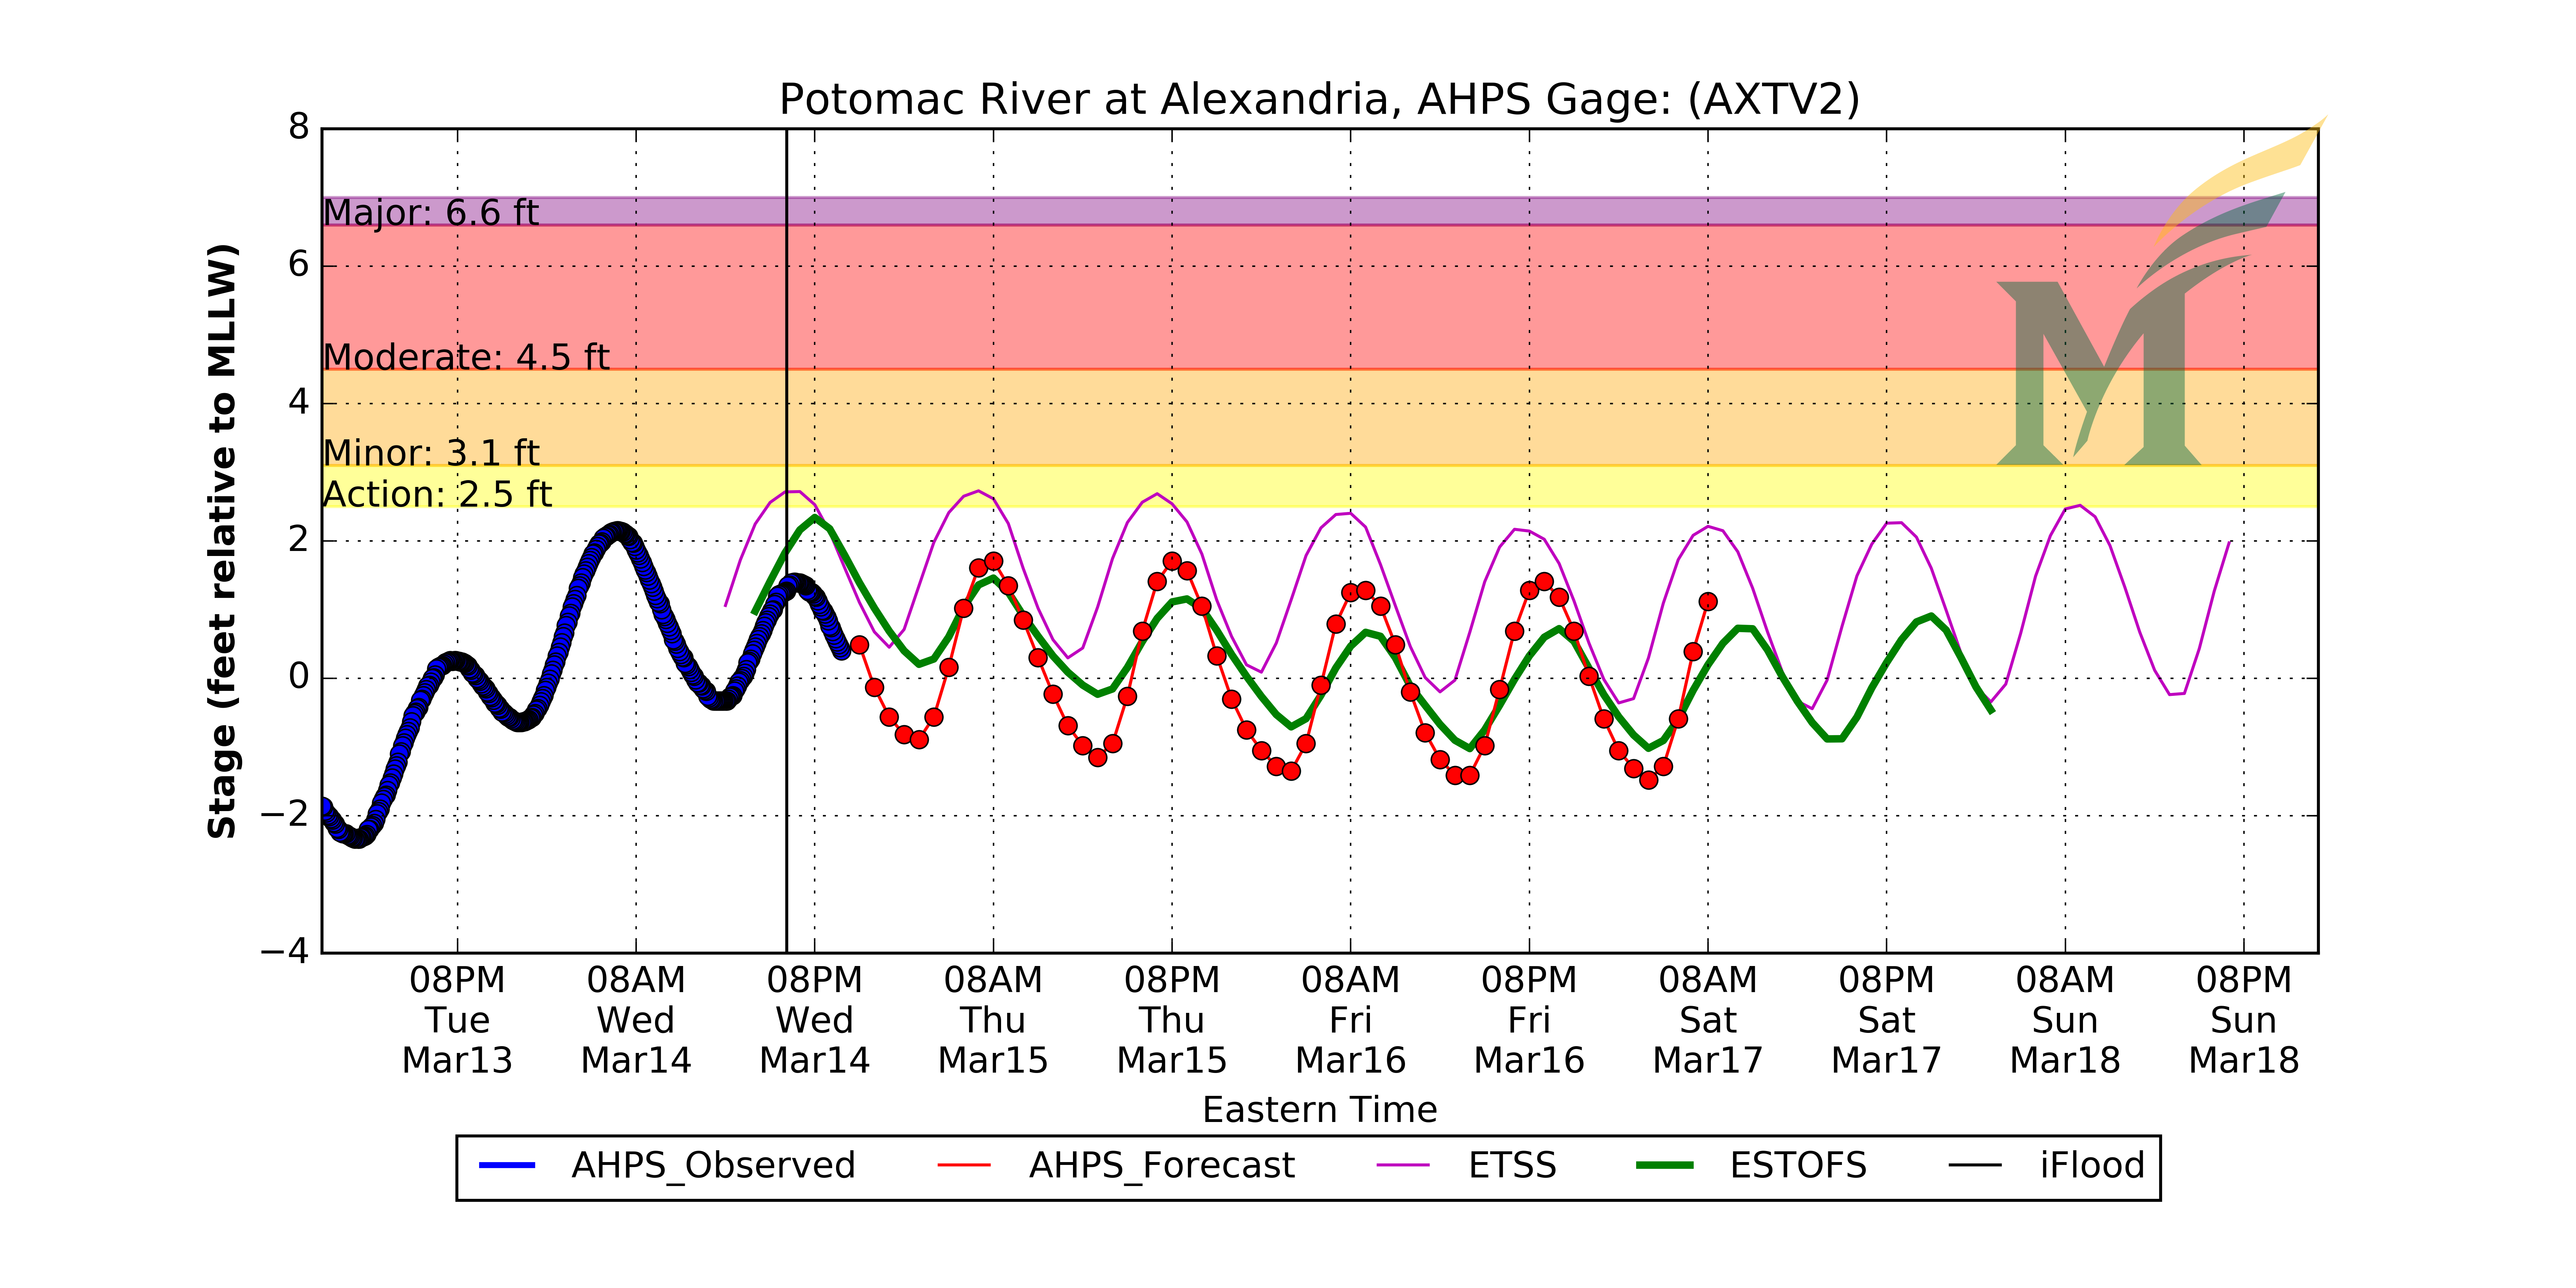 Potomac River at Alexandria, AHPS Gage: (AXTV2)
Stage (feet relative to MLLW)
8
6
4
2
0
−2
−4
Major: 6.6 ft
Moderate: 4.5 ft
Minor: 3.1 ft
Action: 2.5 ft
M
08PM 08AM 08PM 08AM 08PM 08AM 08PM 08AM 08PM 08AM 08PM
Tue Wed Wed Thu Thu Fri Fri Sat Sat Sun Sun
Mar13 Mar14 Mar14 Mar15 Mar15 Mar16 Mar16 Mar17 Mar17 Mar18 Mar18
Eastern Time
AHPS_Observed AHPS_Forecast ETSS ESTOFS iFlood